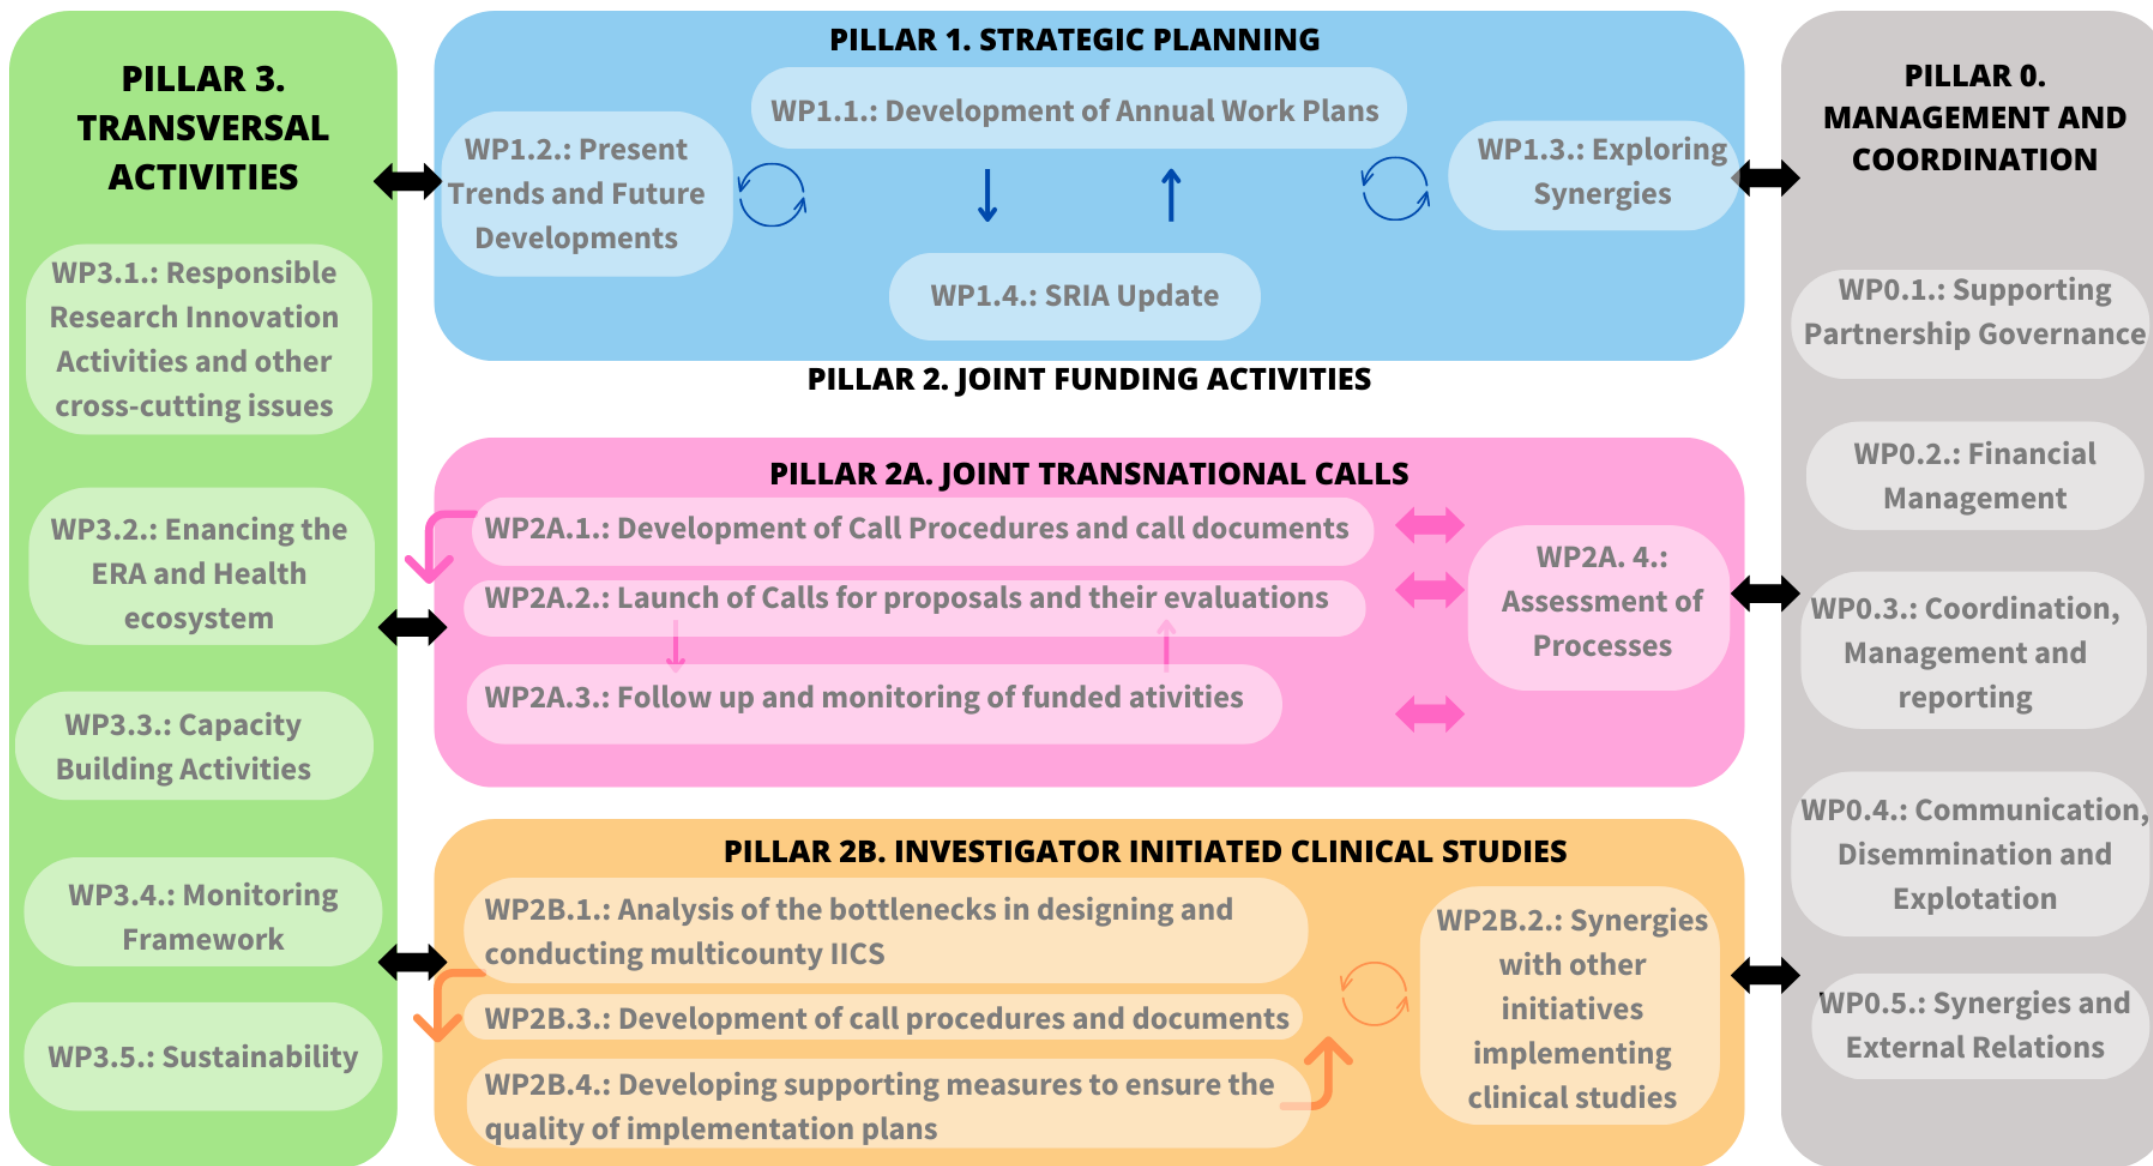 PILLAR 3.
TRANSVERSAL
ACTIVITIES
WP3.1.: Responsible
Research Innovation
Activities and other
cross-cutting issues
WP3.2.: Enancing the
ERA and Health
ecosystem
WP3.3.: Capacity
Building Activities
WP3.4.: Monitoring
Framework
WP3.5.: Sustainability
PILLAR 1. STRATEGIC PLANNING
WP1.1.: Development of Annual Work Plans
WP1.2.: Present
Trends and Future
Developments
WP1.3.: Exploring
Synergies
WP1.4.: SRIA Update
PILLAR 2. JOINT FUNDING ACTIVITIES
PILLAR 2A. JOINT TRANSNATIONAL CALLS
WP2A.1.: Development of Call Procedures and call documents
WP2A.2.: Launch of Calls for proposals and their evaluations
WP2A.3.: Follow up and monitoring of funded ativities
WP2A. 4.:
Assessment of
Processes
PILLAR 2B. INVESTIGATOR INITIATED CLINICAL STUDIES
WP2B.1.: Analysis of the bottlenecks in designing and
conducting multicounty IICS
WP2B.3.: Development of call procedures and documents
WP2B.4.: Developing supporting measures to ensure the
quality of implementation plans
WP2B.2.: Synergies
with other
initiatives
implementing
clinical studies
PILLAR 0.
MANAGEMENT AND
COORDINATION
WP0.1.: Supporting
Partnership Governance
WP0.2.: Financial
Management
WP0.3.: Coordination,
Management and
reporting
WP0.4.: Communication,
Disemmination and
Explotation
WP0.5.: Synergies and
External Relations